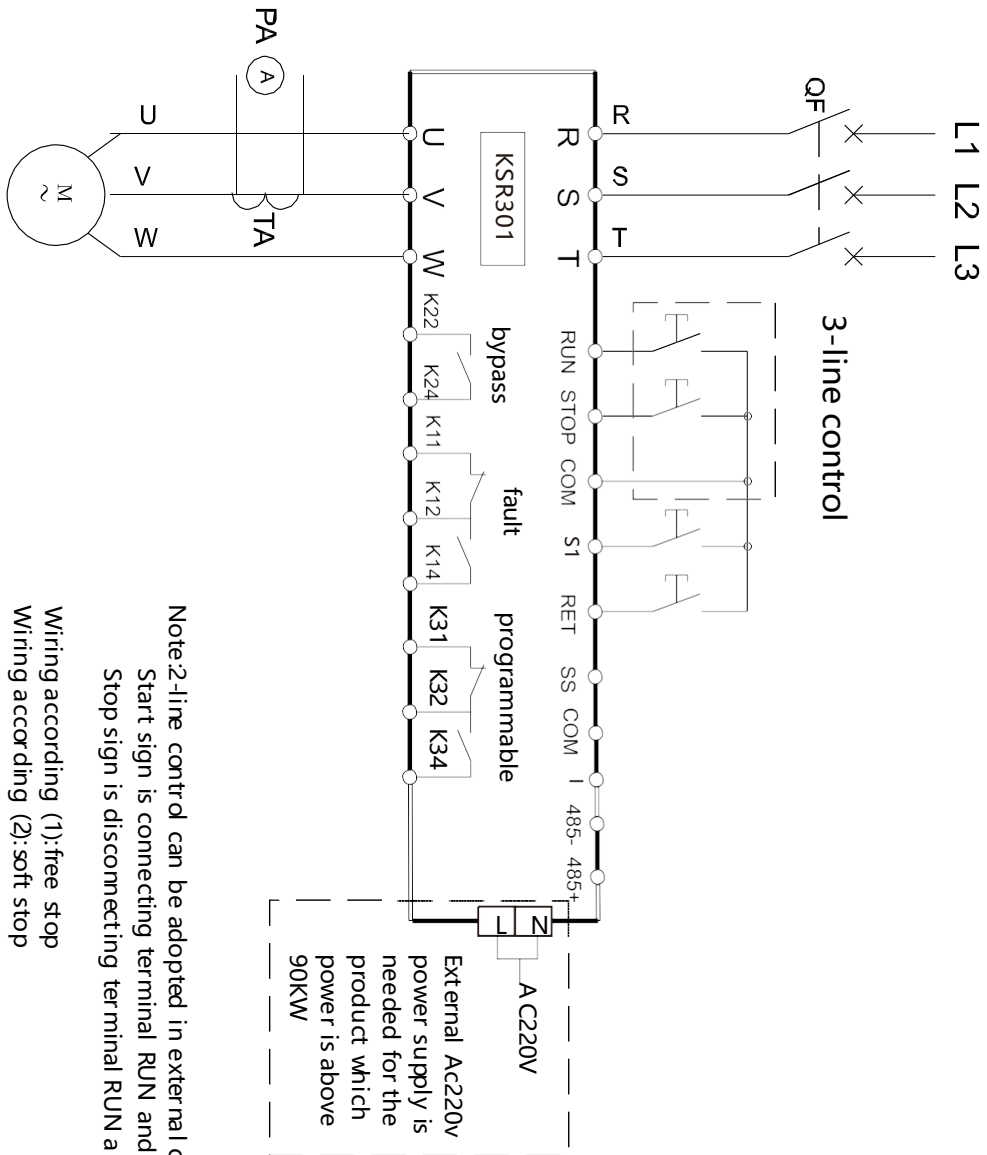 L1 L2 L3
QF
3-line control
R S T
R S T RUN STOP COM S1 RET SS COM I 485- 485+
KSR301
bypass fault programmable
U V W K22 K24 K11 K12 K14 K31 K32 K34
L N
AC220V
External Ac220v
power supply is
needed for the
product which
power is above
90KW
PA A
TA
U V W
M
~
Note:2-line control can be adopted in external
Start sign is connecting terminal RUN and
Stop sign is disconnecting terminal RUN
Wiring according (1):free stop
Wiring according (2):soft stop